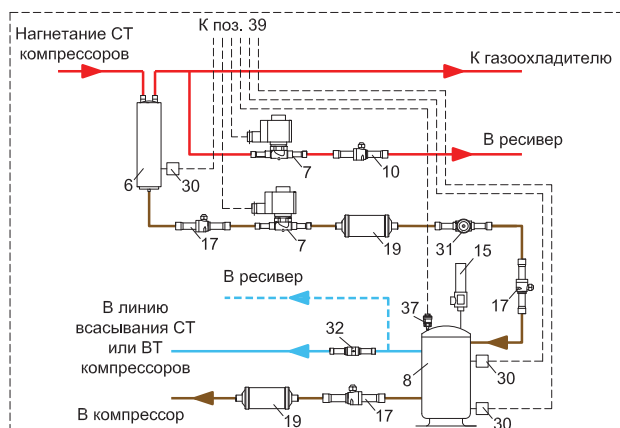 Нагнетание СТ
компрессоров
К поз. 39
К газоохладителю
В ресивер
6
30
7
10
17
7
19
31
15
17
В ресивер
37
В линию
всасывания СТ
или ВТ
компрессоров
32
8
30
В компрессор
19
17
30